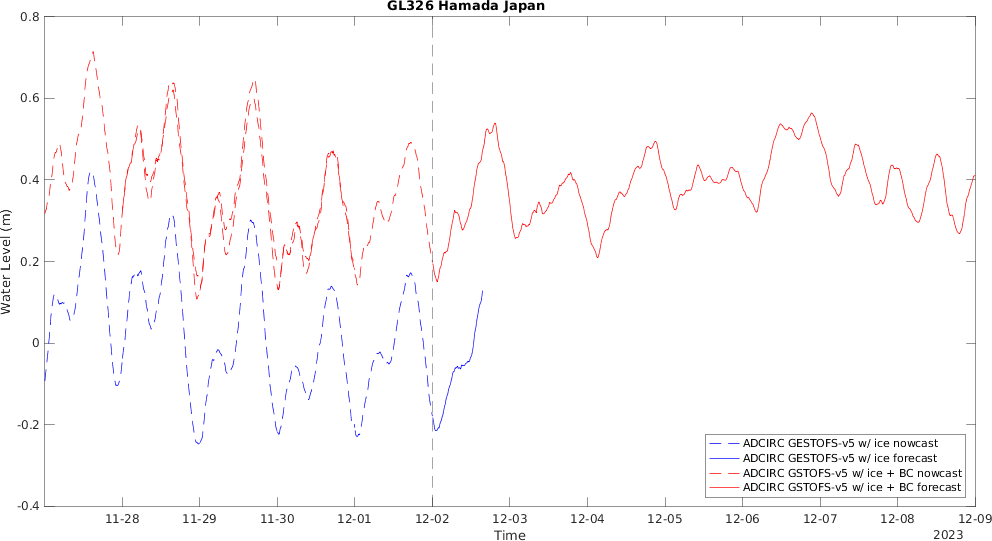 GL326 Hamada Japan
0.8
0.6
0.4
0.2
0
-0.2
-0.4
Water Level (m)
11-28 11-29 11-30 12-01 12-02 12-03 12-04 12-05 12-06 12-07 12-08 12-09
Time
2023
ADCIRC GESTOFS-v5 w/ ice nowcast
ADCIRC GESTOFS-v5 w/ ice forecast
ADCIRC GSTOFS-v5 w/ ice + BC nowcast
ADCIRC GSTOFS-v5 w/ ice + BC forecast